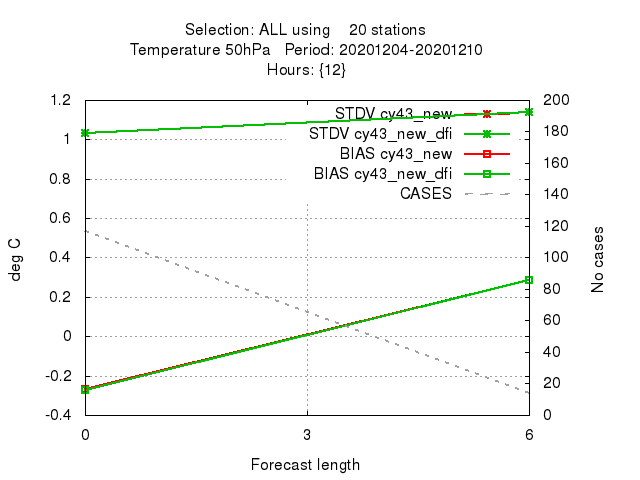 Selection: ALL using 20 stations
Temperature 50hPa Period: 20201204-20201210
Hours: {12}
1.2
1
0.8
0.6
0.4
0.2
0
-0.2
-0.4
deg C
200
180
160
140
120
100
80
60
40
20
0
No cases
STDV cy43_new
STDV cy43_new_dfi
BIAS cy43_new
BIAS cy43_new_dfi
CASES
0 3 6
Forecast length